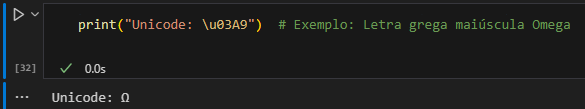 print("Unicode: \u03A9")  # Exemplo: Letra grega maiúscula Omega
[32]
0.0s
Unicode: Ω